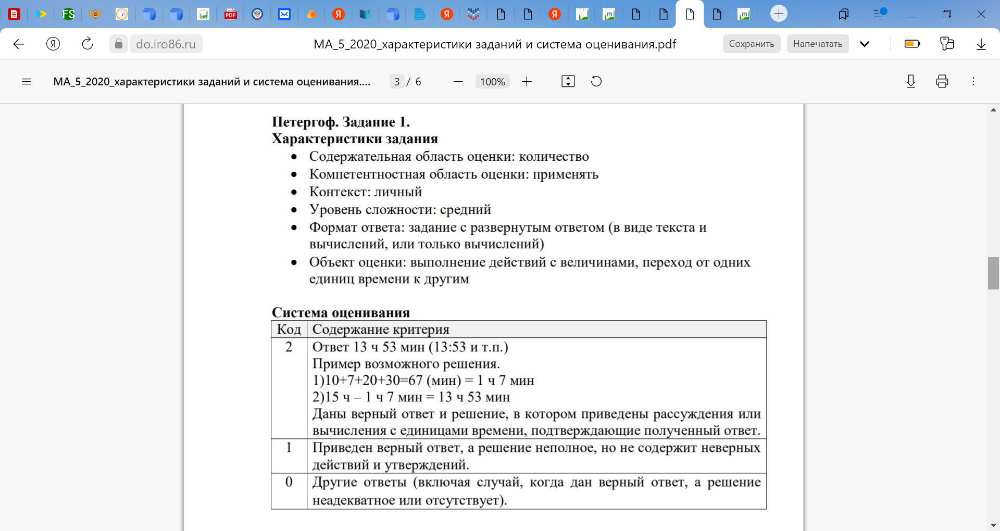 do.iro86.ru
МА_5_2020_характеристики заданий и система оценивания.pdf
Сохранить
Напечатать
МА_5_2020_характеристики заданий и система оценивания....
3 / 6
100%
Петергоф. Задание 1.
Характеристики задания
• Содержательная область оценки: количество
• Компетентностная область оценки: применять
• Контекст: личный
• Уровень сложности: средний
• Формат ответа: задание с развернутым ответом (в виде текста и
вычислений, или только вычислений)
• Объект оценки: выполнение действий с величинами, переход от одних
единиц времени к другим
Система оценивания
Код Содержание критерия
2 Ответ 13 ч 53 мин (13:53 и т.п.)
Пример возможного решения.
1)10+7+20+30=67 (мин) = 1 ч 7 мин
2)15 ч – 1 ч 7 мин = 13 ч 53 мин
Даны верный ответ и решение, в котором приведены рассуждения или
вычисления с единицами времени, подтверждающие полученный ответ.
1 Приведен верный ответ, а решение неполное, но не содержит неверных
действий и утверждений.
0 Другие ответы (включая случай, когда дан верный ответ, а решение
неадекватное или отсутствует).